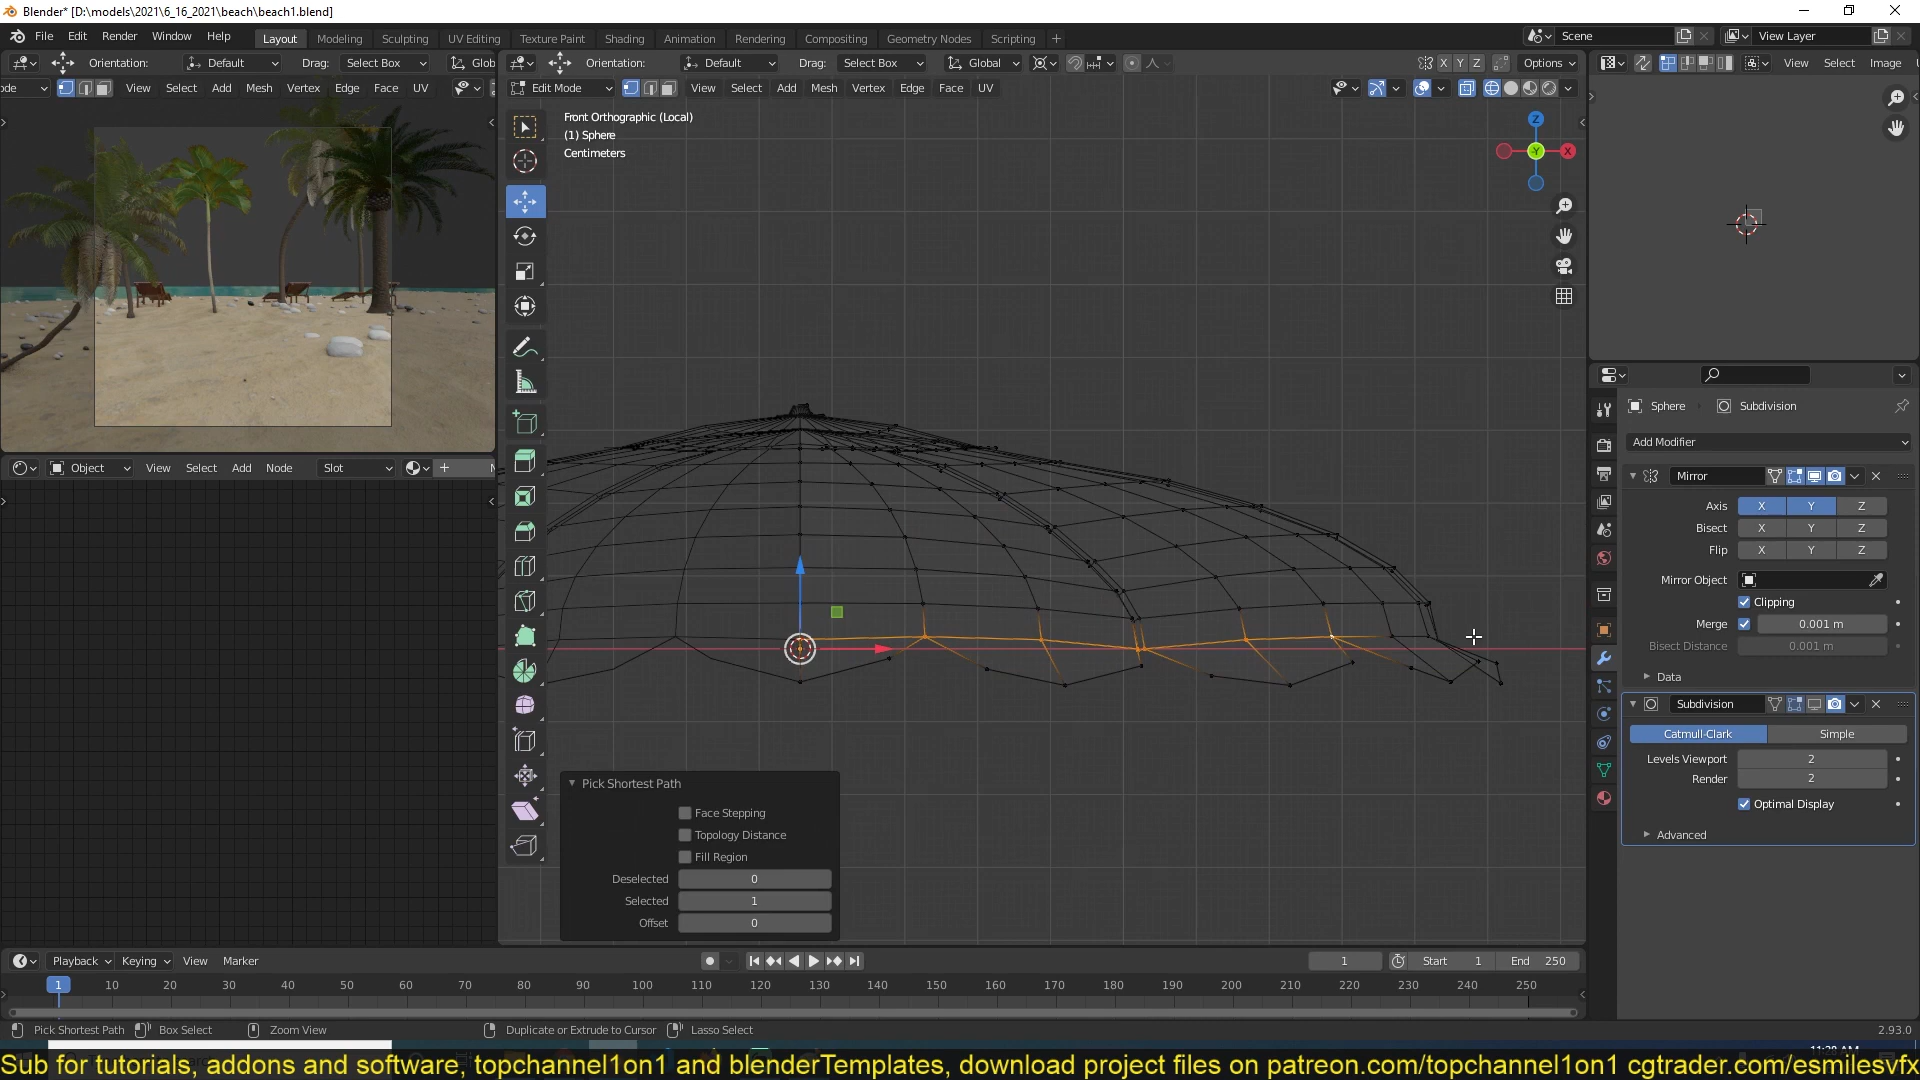 Blender* [D:\models\2021\6_16_2021\beach\beach1.blend]
File Edit Render Window Help Layout Modeling Sculpting UV Editing Texture Paint Shading Animation Rendering Compositing Geometry Nodes Scripting + Scene View Layer
Orientation: Default Drag: Select Box Orientation: Default Drag: Select Box Global X Y Z Options View Select Image
View Select Add Mesh Vertex Edge Face UV Edit Mode View Select Add Mesh Vertex Edge Face UV
Front Orthographic (Local)
(1) Sphere
Centimeters
Z
Y X
Sphere Subdivision
Add Modifier
Mirror
Axis X Y Z
Bisect X Y Z
Flip X Y Z
Mirror Object
Clipping
Merge 0.001 m
Bisect Distance 0.001 m
Data
Subdivision
Catmull-Clark Simple
Levels Viewport 2
Render 2
Optimal Display
Advanced
Object View Select Add Node Slot
Pick Shortest Path
Face Stepping
Topology Distance
Fill Region
Deselected 0
Selected 1
Offset 0
Playback Keying View Marker 1 Start 1 End 250
1 10 20 30 40 50 60 70 80 90 100 110 120 130 140 150 160 170 180 190 200 210 220 230 240 250
Pick Shortest Path Box Select Zoom View Duplicate or Extrude to Cursor Lasso Select 2.93.0
Sub for tutorials, addons and software; topchannel1on1 and blenderTemplates, download project files on patreon.com/topchannel1on1 cgtrader.com/esmilesvfx